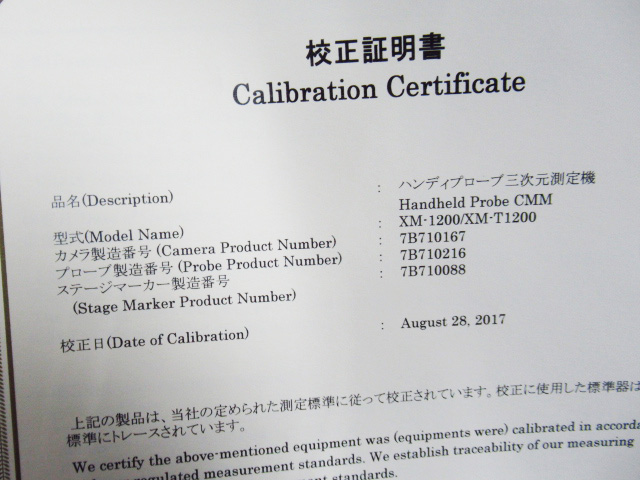 校正証明書
Calibration Certificate
品名(Description) : ハンディプローブ三次元測定機
Handheld Probe CMM
型式(Model Name) : XM-1200/XM-T1200
カメラ製造番号 (Camera Product Number) : 7B710167
プローブ製造番号 (Probe Product Number) : 7B710216
ステージマーカー製造番号 : 7B710088
(Stage Marker Product Number)
校正日(Date of Calibration) : August 28, 2017
上記の製品は、当社の定められた測定標準に従って校正されています。校正に使用した標準器は
標準にトレースされています。
We certify the above-mentioned equipment was (equipments were) calibrated in accorda
regulated measurement standards. We establish traceability of our measuring
standards.